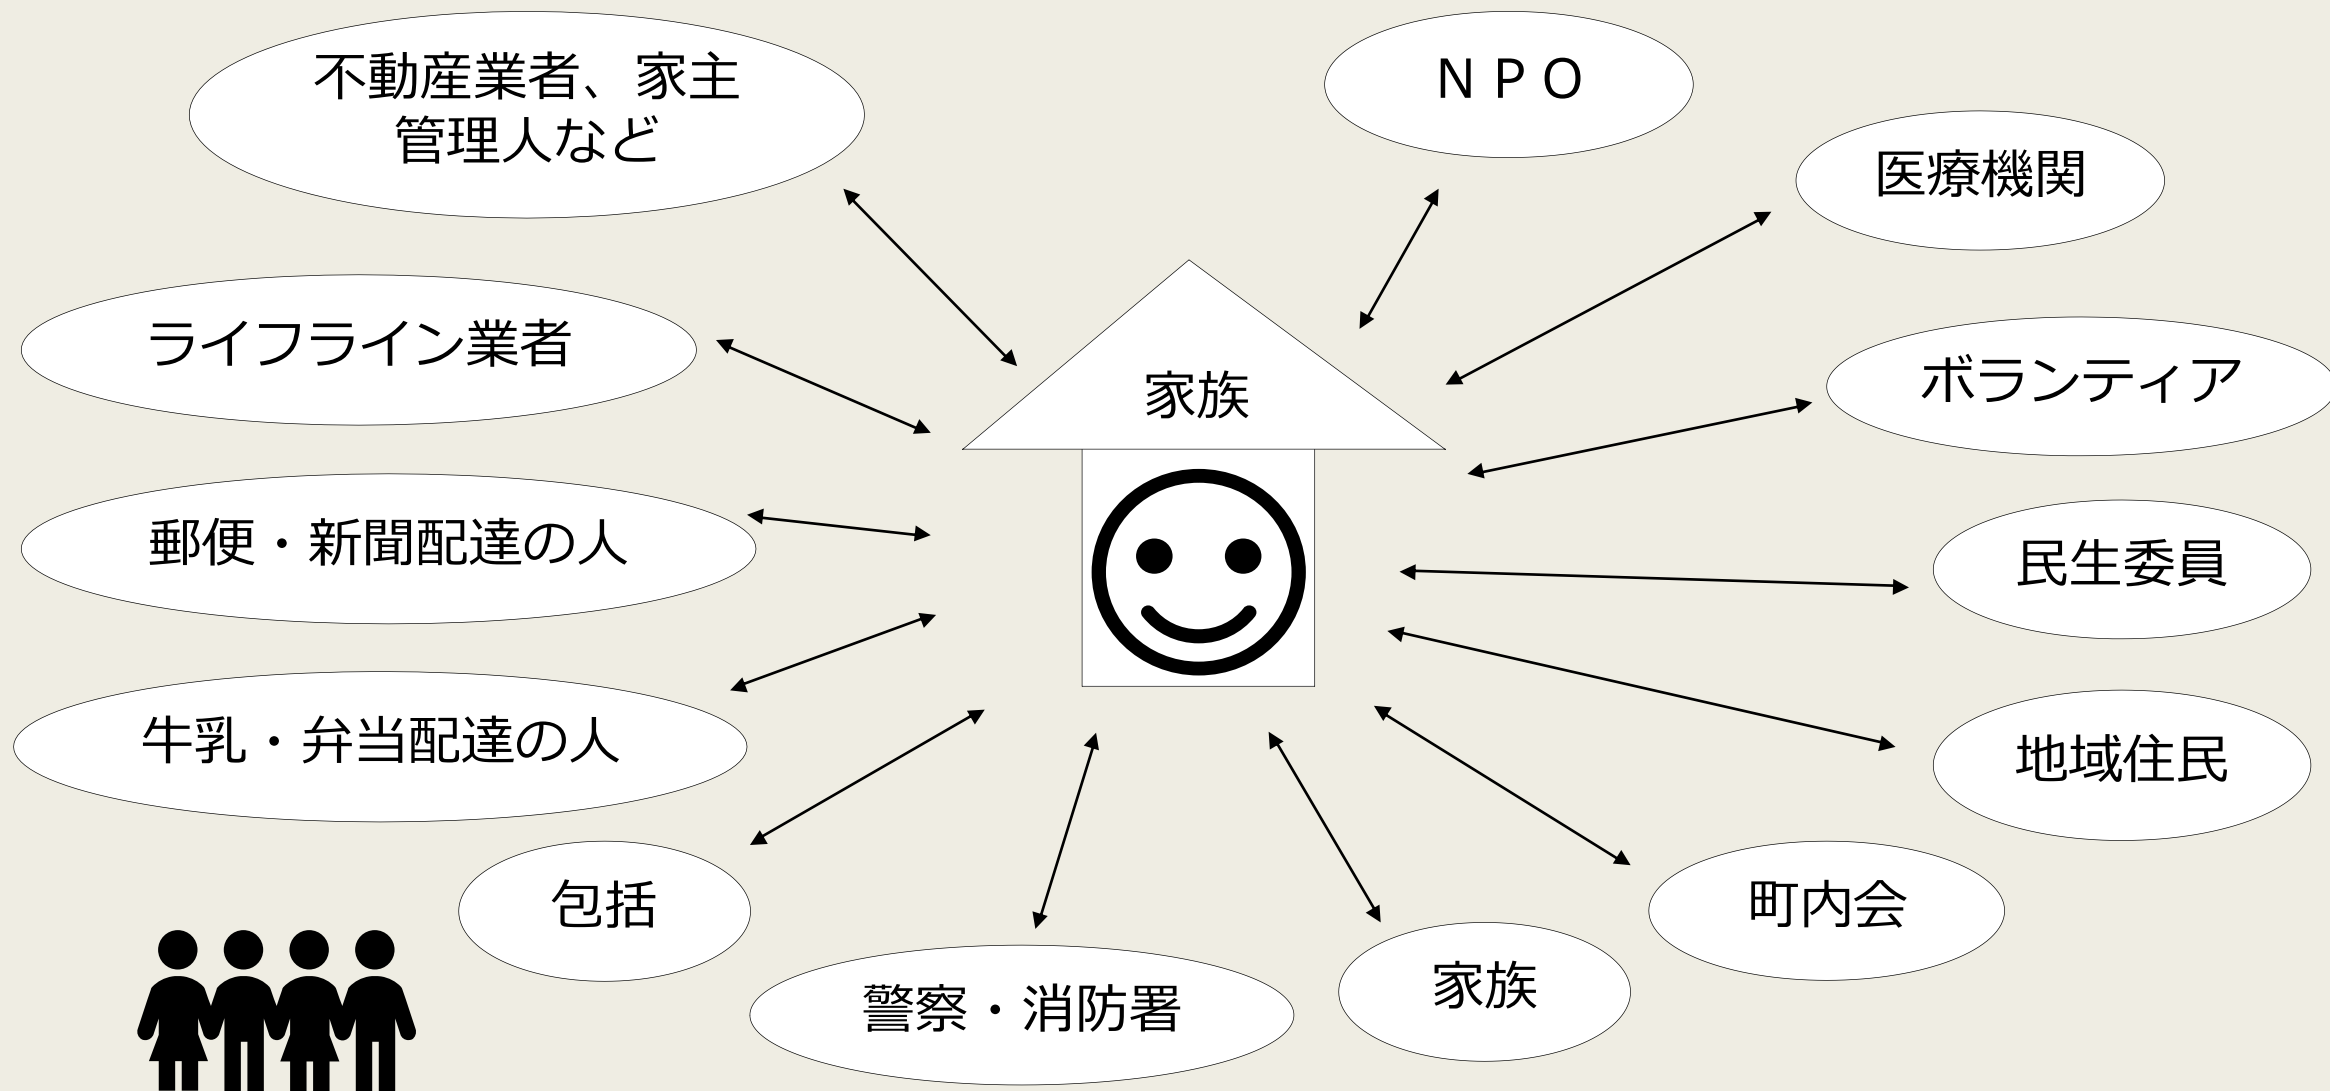 不動産業者、家主
管理人など
ＮＰＯ
医療機関
ライフライン業者
家族
ボランティア
郵便・新聞配達の人
民生委員
牛乳・弁当配達の人
地域住民
包括
町内会
警察・消防署
家族